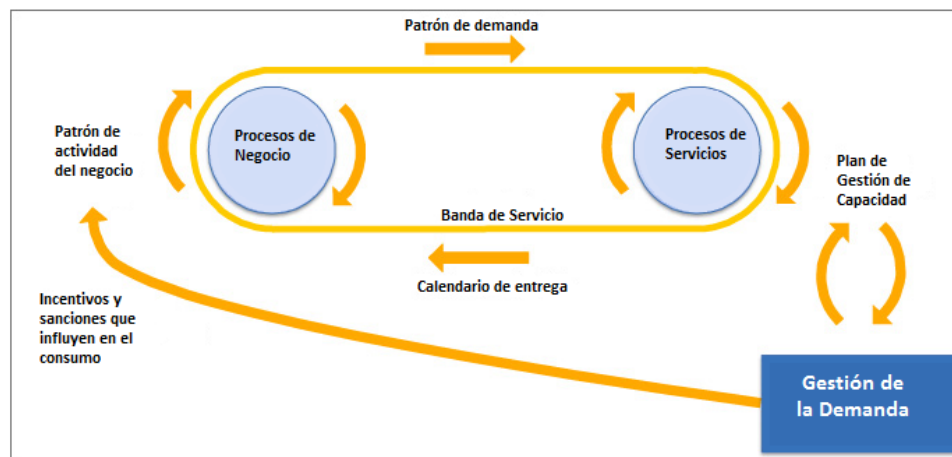 Patrón de demanda
Patrón de
actividad
del negocio
Procesos de
Negocio
Procesos de
Servicios
Plan de
Gestión de
Capacidad
Banda de Servicio
Calendario de entrega
Incentivos y
sanciones que
influyen en el
consumo
Gestión de
la Demanda